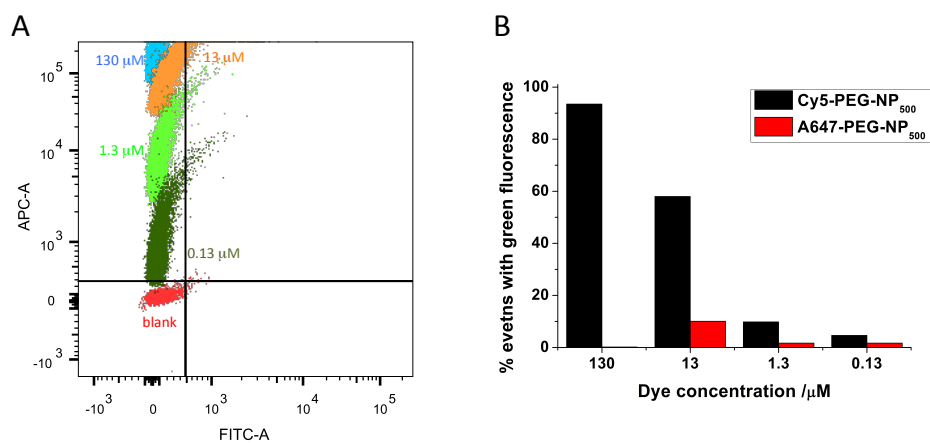 A
APC-A
10 5
10 4
10 3
0
-10 3
130 μM
13 μM
1.3 μM
0.13 μM
blank
-10 3
0
10 3
10 4
10 5
FITC-A
B
% evetns with green fluorescence
100
80
60
40
20
0
Cy5-PEG-NP500
A647-PEG-NP500
130
13
1.3
0.13
Dye concentration /μM